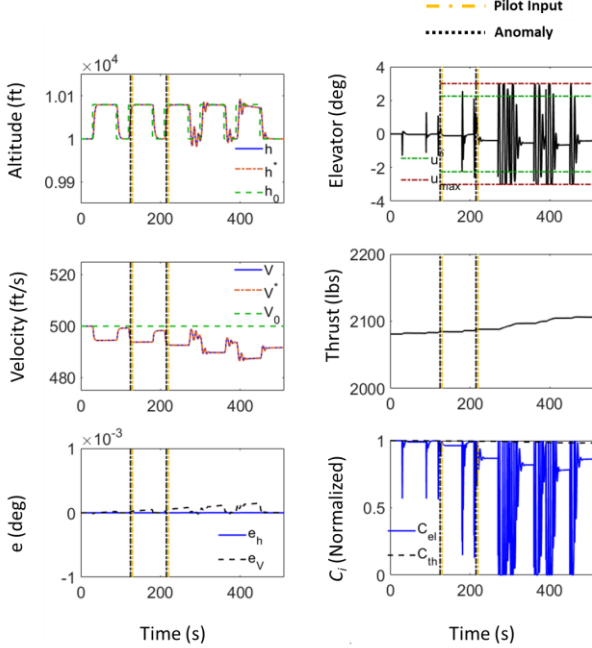 Pilot Input
Anomaly
×10⁴
1.01
1
0.99
0
200
400
Altitude (ft)
h
h*
h₀
4
2
0
-2
-4
0
200
400
Elevator (deg)
u
max
520
500
480
0
200
400
Velocity (ft/s)
V
V*
V₀
2200
2100
2000
0
200
400
Thrust (lbs)
×10⁻³
1
0
-1
0
200
400
e (deg)
e_h
e_V
Time (s)
1
0.5
0
0
200
400
C_i (Normalized)
C_el
C_th
Time (s)